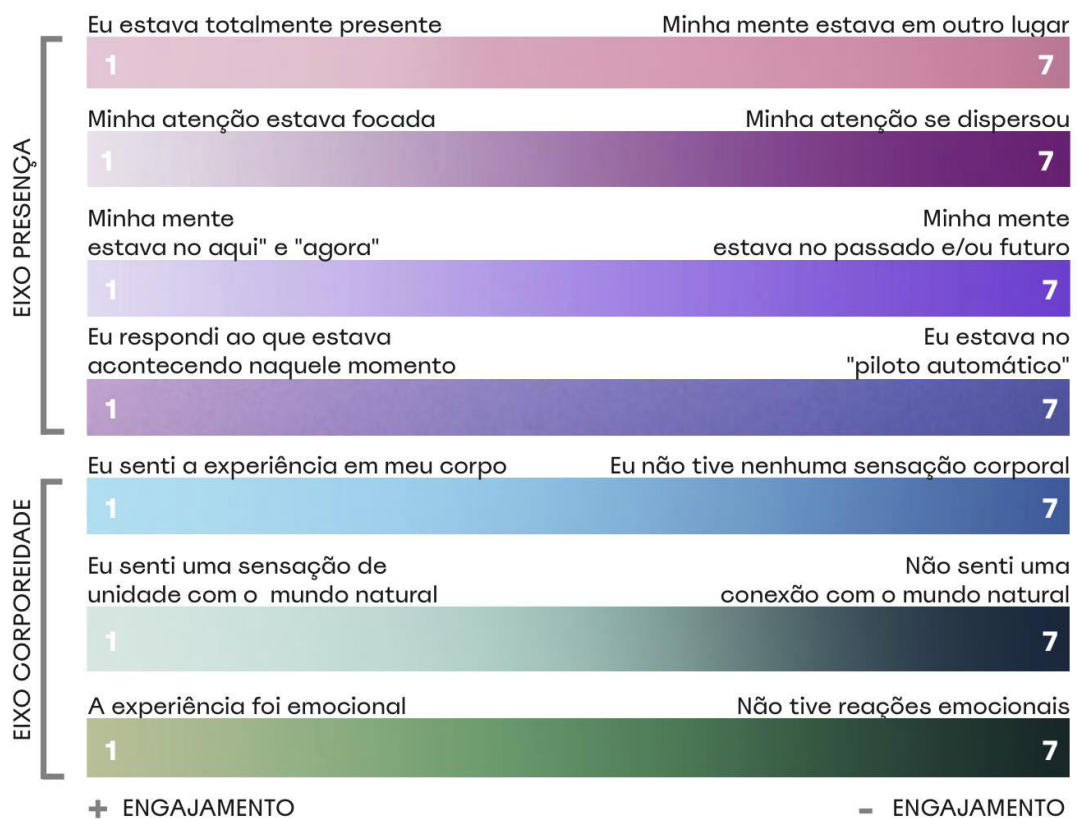 Eu estava totalmente presente
Minha mente estava em outro lugar
1
7
Minha atenção estava focada
Minha atenção se dispersou
1
7
Minha mente
estava no aqui" e "agora"
Minha mente
estava no passado e/ou futuro
1
7
Eu respondi ao que estava
acontecendo naquele momento
Eu estava no
"piloto automático"
1
7
EIXO PRESENÇA
Eu senti a experiência em meu corpo
Eu não tive nenhuma sensação corporal
1
7
Eu senti uma sensação de
unidade com o mundo natural
Não senti uma
conexão com o mundo natural
1
7
A experiência foi emocional
Não tive reações emocionais
1
7
EIXO CORPOREIDADE
+ ENGAJAMENTO
- ENGAJAMENTO